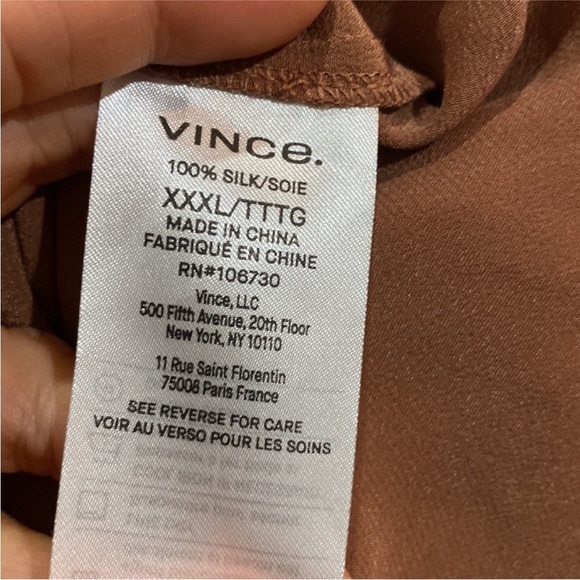 VINCe.
100% SILK/SOIE
XXXL/TTTG
MADE IN CHINA
FABRIQUÉ EN CHINE
RN#106730
Vince, LLC
500 Fifth Avenue, 20th Floor
New York, NY 10110
11 Rue Saint Florentin
75008 Paris France
SEE REVERSE FOR CARE
VOIR AU VERSO POUR LES SOINS